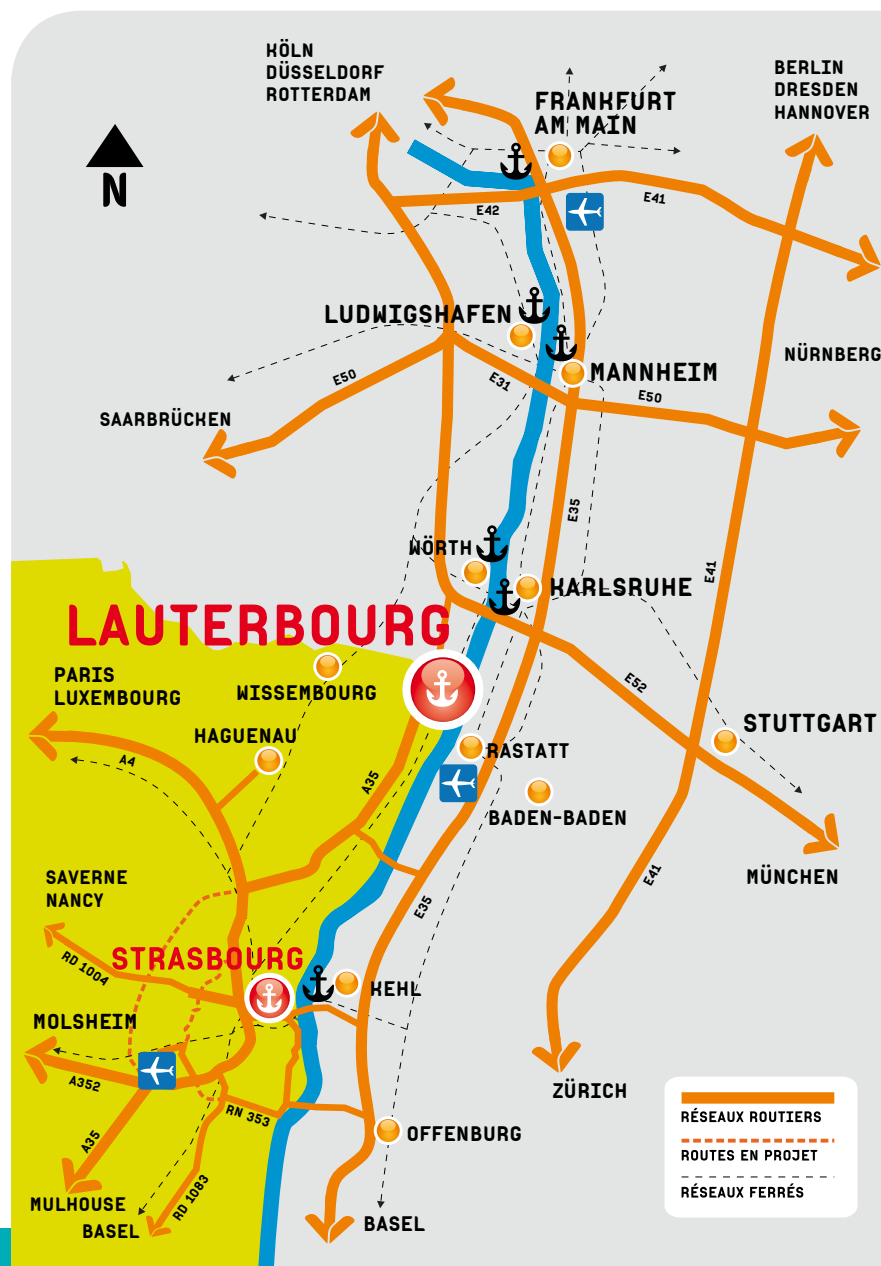 KÖLN
DÜSSELDORF
ROTTERDAM
BERLIN
DRESDEN
HANNOVER
FRANKFURT
AM MAIN
N
E42
E41
LUDWIGSHAFEN
NÜRNBERG
MANNHEIM
E50
E31
E50
SAARBRÜCKEN
E35
WÖRTH
E41
KARLSRUHE
LAUTERBOURG
PARIS
LUXEMBOURG
WISSEMBOURG
E52
HAGUENAU
STUTTGART
A4
A35
RASTATT
BADEN-BADEN
SAVERNE
NANCY
E41
MÜNCHEN
E35
STRASBOURG
RD 1004
KEHL
MOLSHEIM
A352
ZÜRICH
RN 353
RÉSEAUX ROUTIERS
A35
OFFENBURG
ROUTES EN PROJET
RD 1083
RÉSEAUX FERRÉS
MULHOUSE
BASEL
BASEL